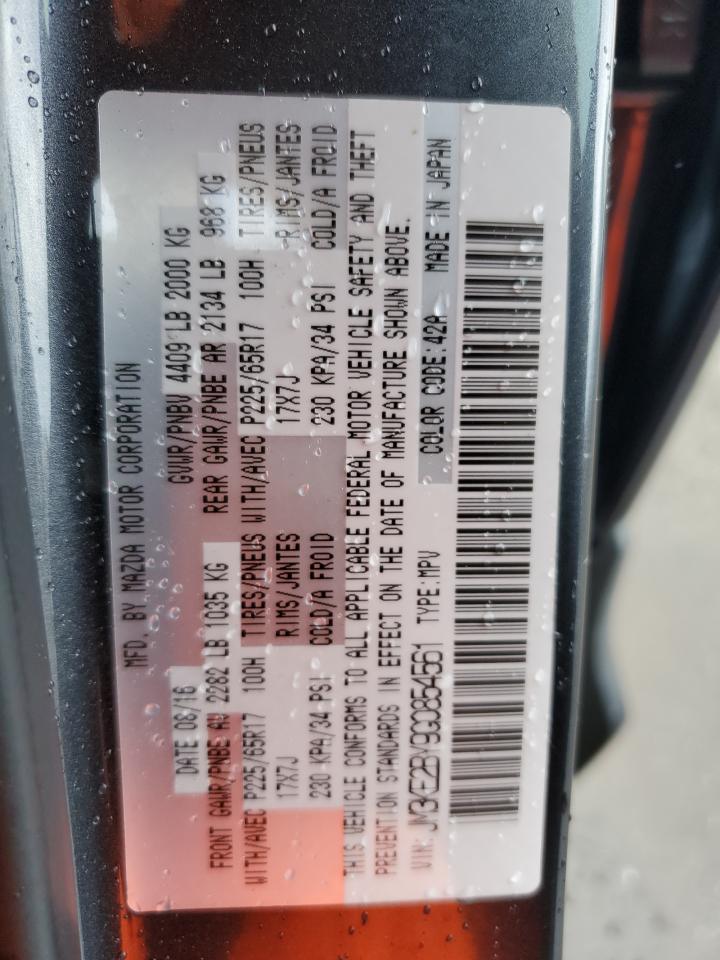 MFD. BY MAZDA MOTOR CORPORATION
DATE 08/16 GVWR/PNBV 4409 LB 2000 KG
FRONT GAWR/PNBE AV 2282 LB 1035 KG REAR GAWR/PNBE AR 2134 LB 968 KG
WITH/AVEC P225/65R17 100H TIRES/PNEUS WITH/AVEC P225/65R17 100H TIRES/PNEUS
17X7J RIMS/JANTES 17X7J RIMS/JANTES
230 KPA/34 PSI COLD/A FROID 230 KPA/34 PSI COLD/A FROID
THIS VEHICLE CONFORMS TO ALL APPLICABLE FEDERAL MOTOR VEHICLE SAFETY AND THEFT
PREVENTION STANDARDS IN EFFECT ON THE DATE OF MANUFACTURE SHOWN ABOVE.
VIN: JM3KE2BY9G0854561 TYPE:MPV COLOR CODE:42A MADE IN JAPAN